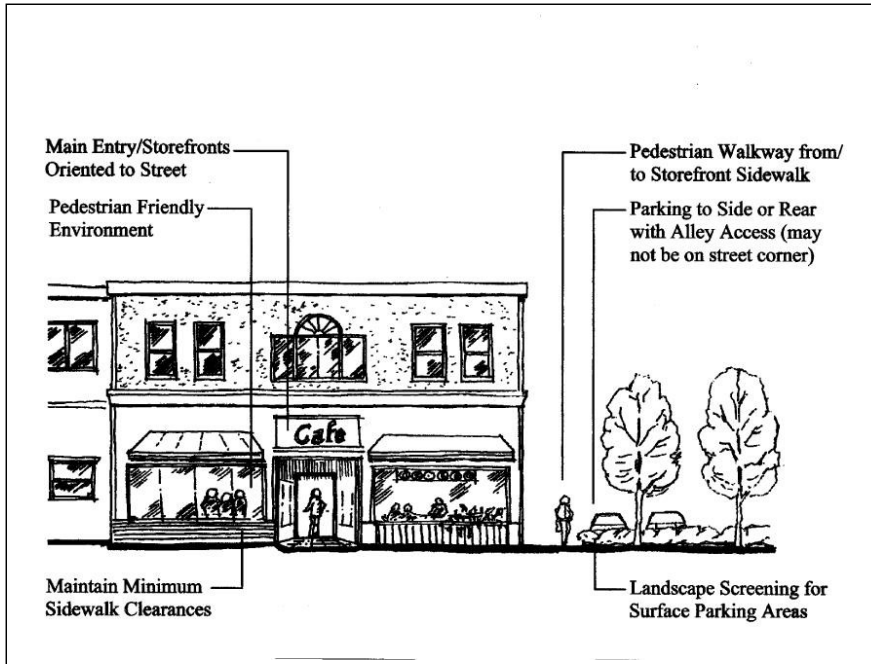 Main Entry/Storefronts
Oriented to Street
Pedestrian Friendly
Environment
Pedestrian Walkway from/
to Storefront Sidewalk
Parking to Side or Rear
with Alley Access (may
not be on street corner)
Cafe
Maintain Minimum
Sidewalk Clearances
Landscape Screening for
Surface Parking Areas